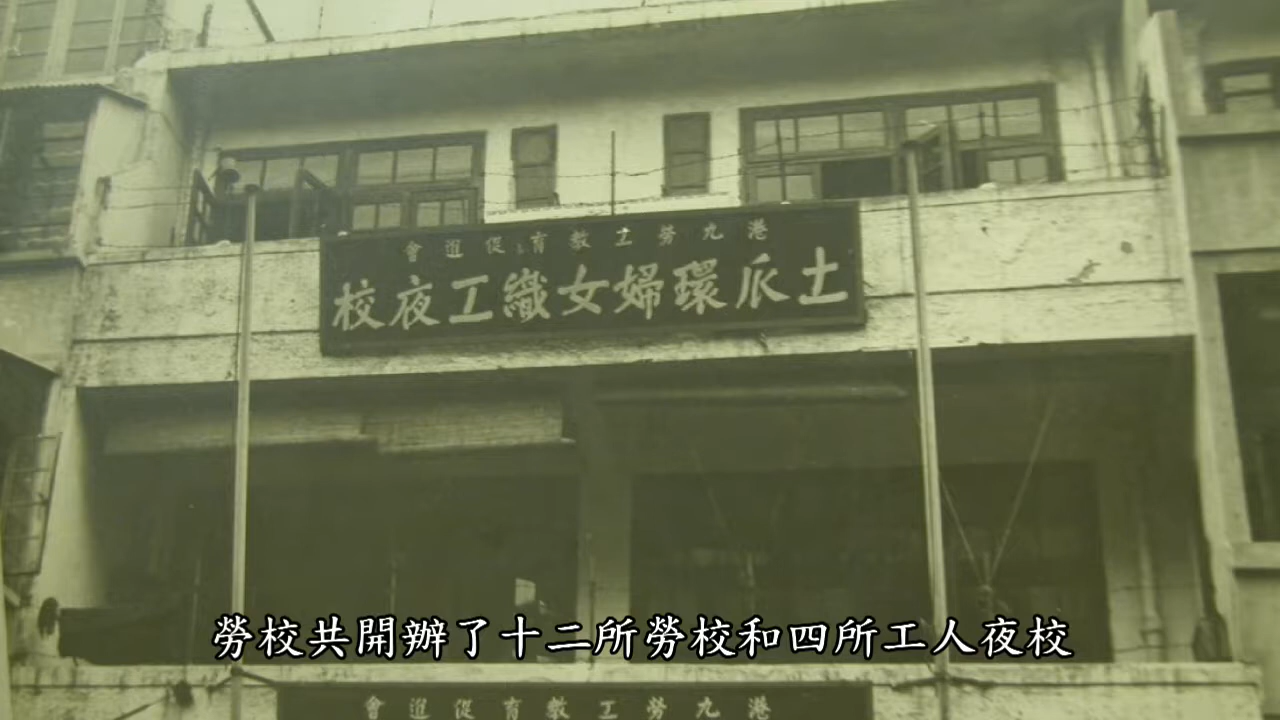 港九勞工教育促進會
土瓜環婦女織工夜校
勞校共開辦了十二所勞校和四所工人夜校
港九勞工教育促進會